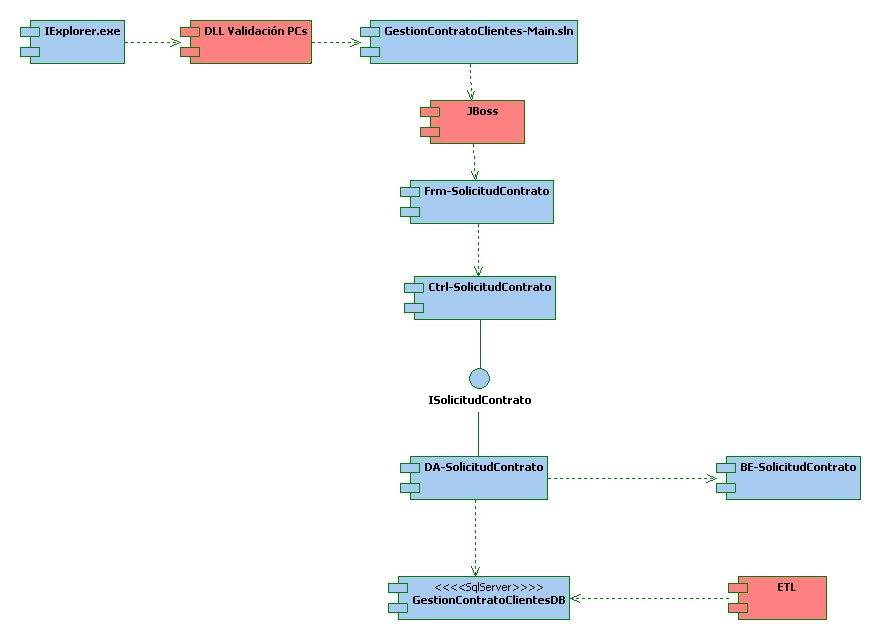 IExplorer.exe
DLL Validación PCs
GestionContratoClientes-Main.sln
JBoss
Frm-SolicitudContrato
Ctrl-SolicitudContrato
ISolicitudContrato
DA-SolicitudContrato
BE-SolicitudContrato
<<<<SqlServer>>>>
GestionContratoClientesDB
ETL